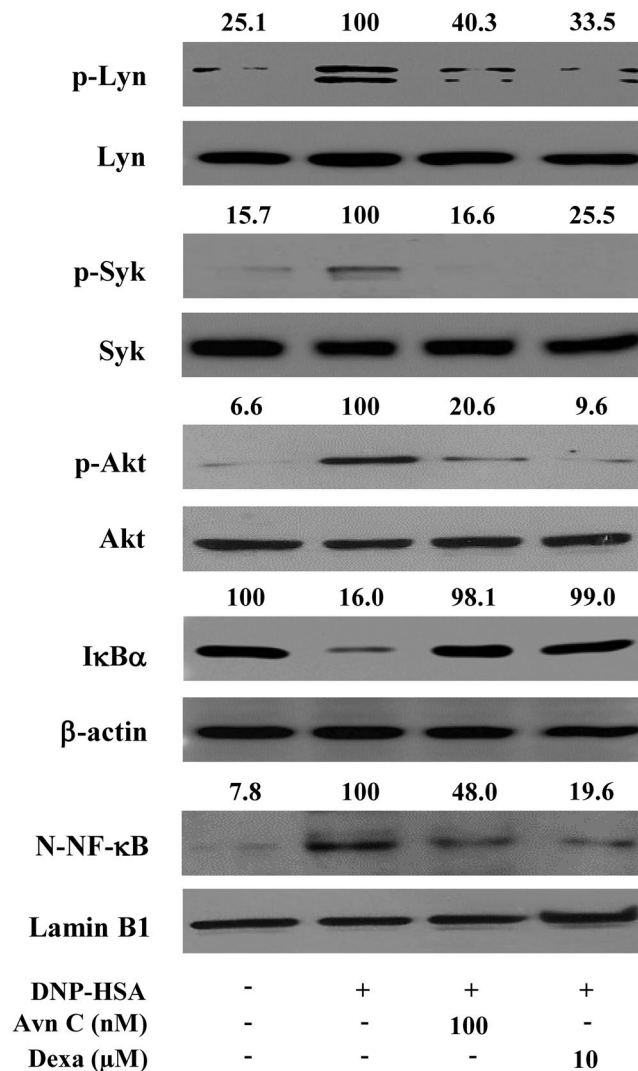 25.1 100 40.3 33.5
p-Lyn
Lyn
15.7 100 16.6 25.5
p-Syk
Syk
6.6 100 20.6 9.6
p-Akt
Akt
100 16.0 98.1 99.0
IκBα
β-actin
7.8 100 48.0 19.6
N-NF-κB
Lamin B1
DNP-HSA - + + +
Avn C (nM) - - 100 -
Dexa (μM) - - - 10